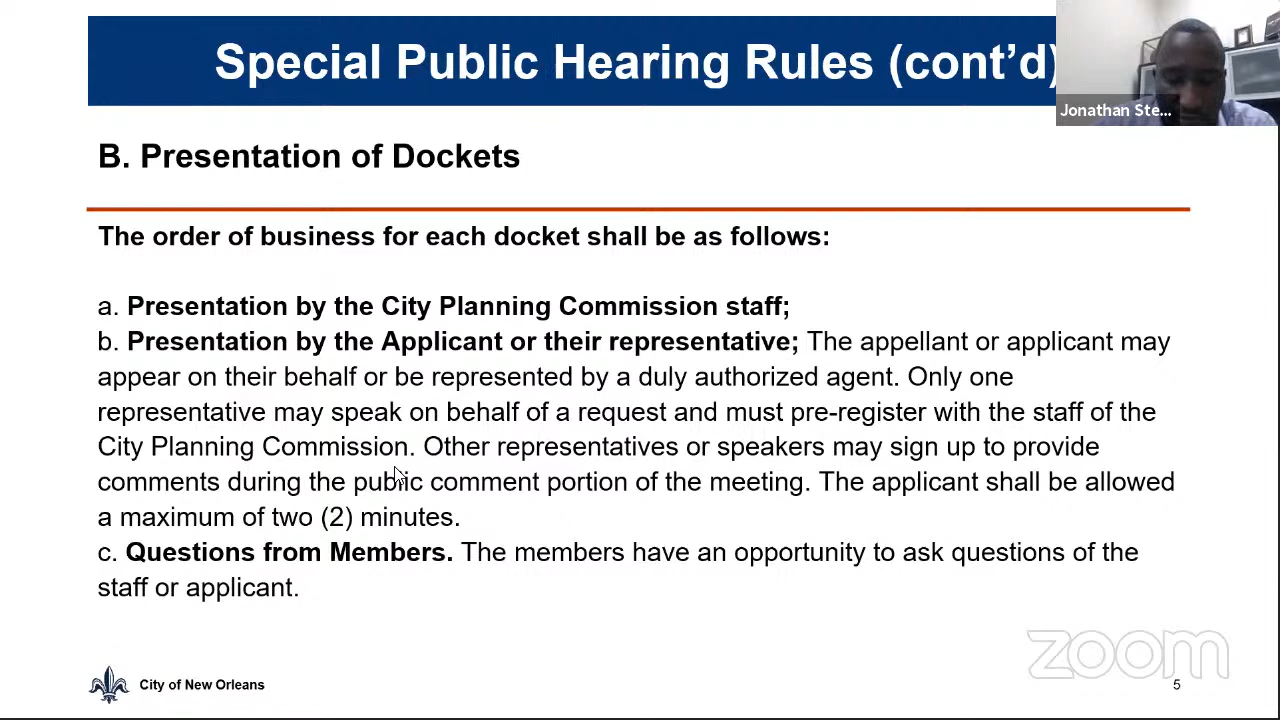 Special Public Hearing Rules (cont’d)
Jonathan Ste...
B. Presentation of Dockets
The order of business for each docket shall be as follows:
a. Presentation by the City Planning Commission staff;
b. Presentation by the Applicant or their representative; The appellant or applicant may
appear on their behalf or be represented by a duly authorized agent. Only one
representative may speak on behalf of a request and must pre-register with the staff of the
City Planning Commission. Other representatives or speakers may sign up to provide
comments during the public comment portion of the meeting. The applicant shall be allowed
a maximum of two (2) minutes.
c. Questions from Members. The members have an opportunity to ask questions of the
staff or applicant.
zoom
City of New Orleans
5